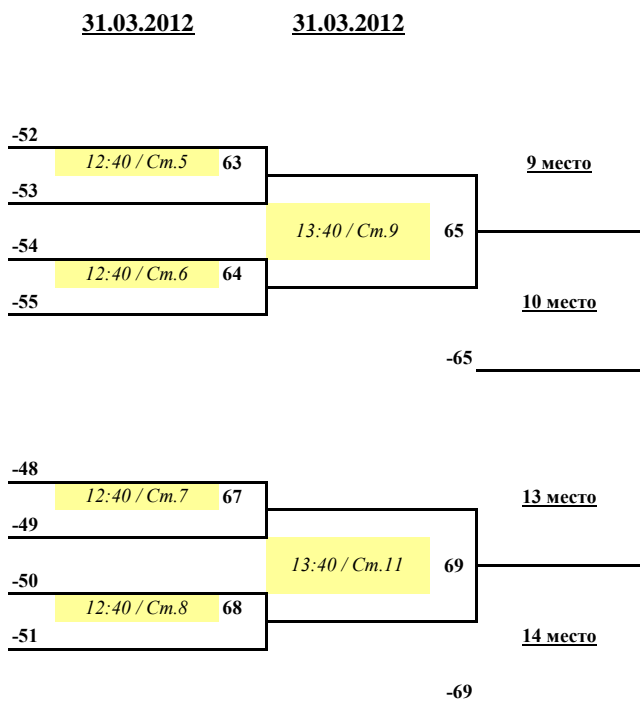 31.03.2012 31.03.2012
-52
12:40 / Ст.5 63 9 место
-53
13:40 / Ст.9 65
-54
12:40 / Ст.6 64
-55 10 место
-65
-48
12:40 / Ст.7 67 13 место
-49
13:40 / Ст.11 69
-50
12:40 / Ст.8 68
-51 14 место
-69